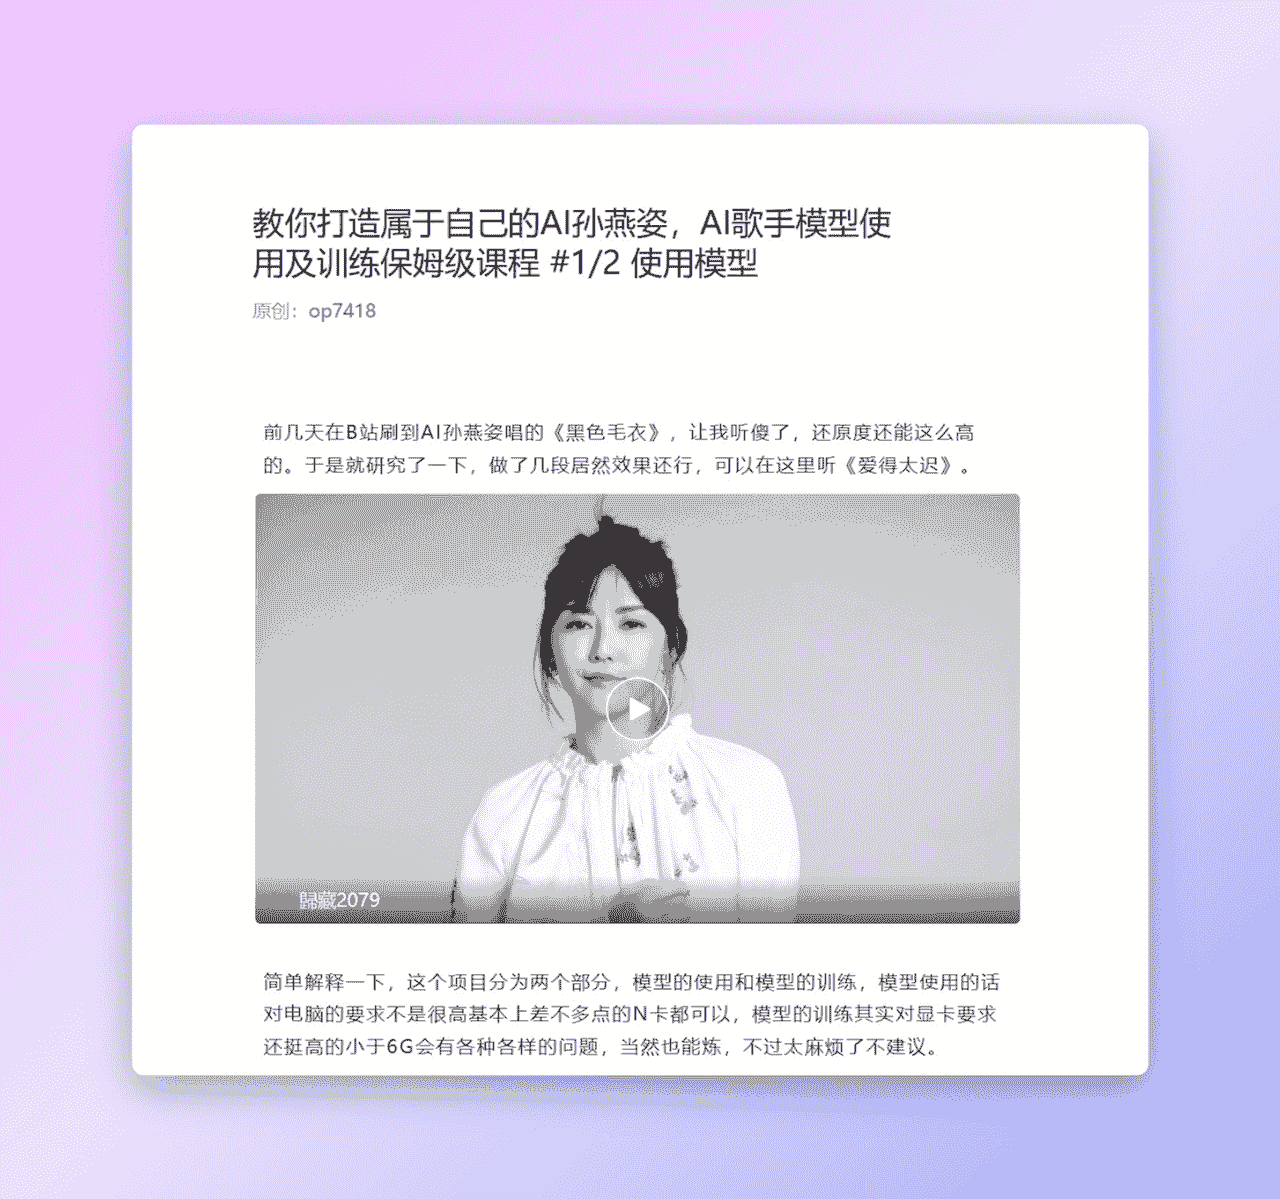 教你打造属于自己的AI孙燕姿，AI歌手模型使
用及训练保姆级课程 #1/2 使用模型
原创：op7418
前几天在B站刷到AI孙燕姿唱的《黑色毛衣》，让我听傻了，还原度还能这么高
的。于是就研究了一下，做了几段居然效果还行，可以在这里听《爱得太迟》。
歸藏2079
简单解释一下，这个项目分为两个部分，模型的使用和模型的训练，模型使用的话
对电脑的要求不是很高基本上差不多点的N卡都可以，模型的训练其实对显卡要求
还挺高的小于6G会有各种各样的问题，当然也能炼，不过太麻烦了不建议。